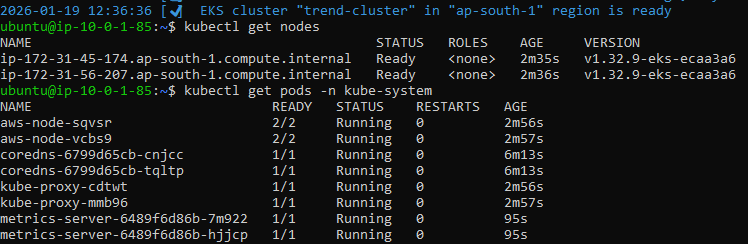 2026-01-19 12:36:36 [✔]  EKS cluster "trend-cluster" in "ap-south-1" region is ready
ubuntu@ip-10-0-1-85:~$ kubectl get nodes
NAME                                          STATUS   ROLES    AGE     VERSION
ip-172-31-45-174.ap-south-1.compute.internal   Ready    <none>   2m35s   v1.32.9-eks-ecaa3a6
ip-172-31-56-207.ap-south-1.compute.internal   Ready    <none>   2m36s   v1.32.9-eks-ecaa3a6
ubuntu@ip-10-0-1-85:~$ kubectl get pods -n kube-system
NAME                              READY   STATUS    RESTARTS   AGE
aws-node-sqvsr                    2/2     Running   0          2m56s
aws-node-vcbs9                    2/2     Running   0          2m57s
coredns-6799d65cb-cnjcc           1/1     Running   0          6m13s
coredns-6799d65cb-tqltp           1/1     Running   0          6m13s
kube-proxy-cdtwt                  1/1     Running   0          2m56s
kube-proxy-mmb96                  1/1     Running   0          2m57s
metrics-server-6489f6d86b-7m922   1/1     Running   0          95s
metrics-server-6489f6d86b-hjjcp   1/1     Running   0          95s